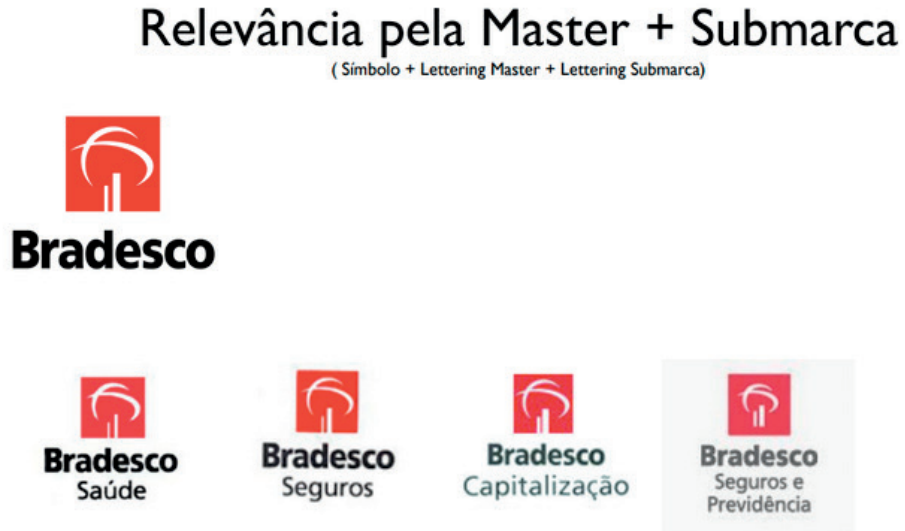 Relevância pela Master + Submarca
( Símbolo + Lettering Master + Lettering Submarca)
Bradesco
Bradesco
Saúde
Bradesco
Seguros
Bradesco
Capitalização
Bradesco
Seguros e
Previdência